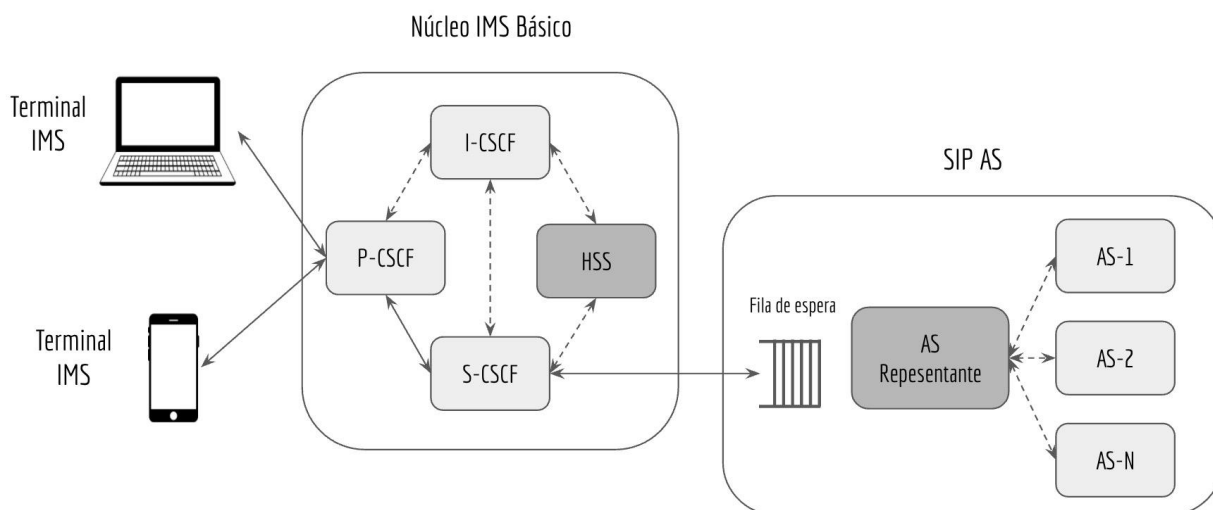 Núcleo IMS Básico
Terminal
IMS
I-CSCF
P-CSCF
HSS
S-CSCF
Terminal
IMS
SIP AS
Fila de espera
AS
Repesentante
AS-1
AS-2
AS-N